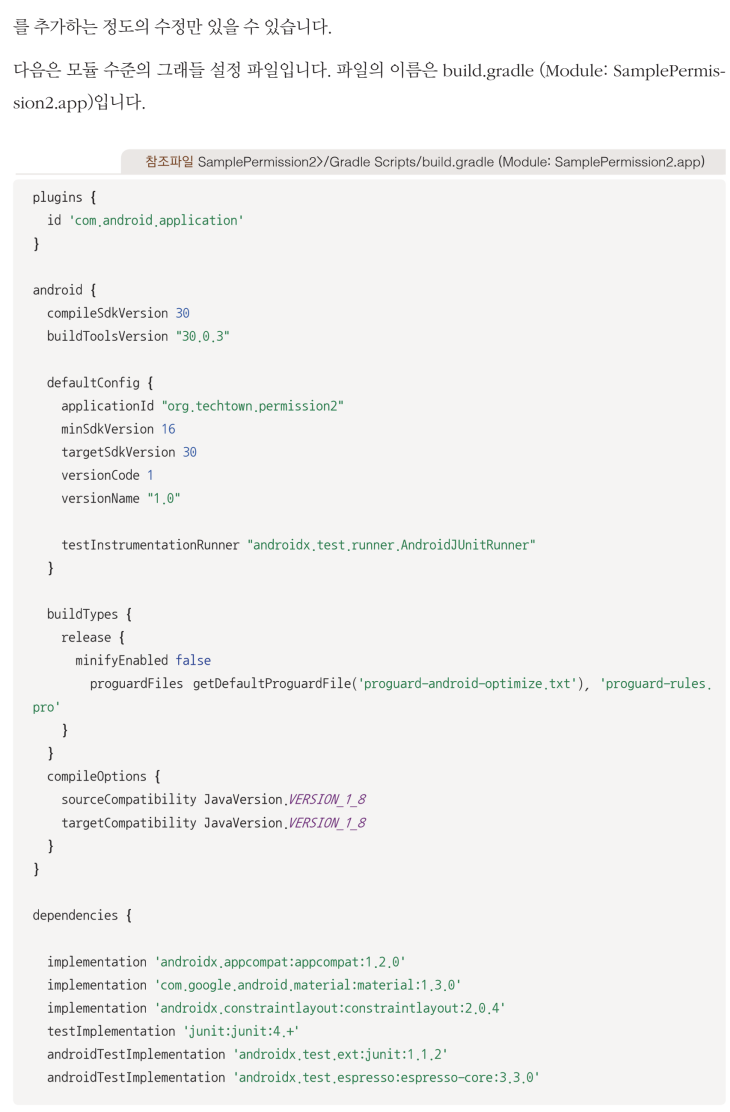 를 추가하는 정도의 수정만 있을 수 있습니다.
다음은 모듈 수준의 그래들 설정 파일입니다. 파일의 이름은 build.gradle (Module: SamplePermis-
sion2.app)입니다.
참조파일 SamplePermission2>/Gradle Scripts/build.gradle (Module: SamplePermission2.app)
plugins {
  id 'com.android.application'
}

android {
  compileSdkVersion 30
  buildToolsVersion "30.0.3"

  defaultConfig {
    applicationId "org.techtown.permission2"
    minSdkVersion 16
    targetSdkVersion 30
    versionCode 1
    versionName "1.0"

    testInstrumentationRunner "androidx.test.runner.AndroidJUnitRunner"
  }

  buildTypes {
    release {
      minifyEnabled false
        proguardFiles getDefaultProguardFile('proguard-android-optimize.txt'), 'proguard-rules.
pro'
    }
  }
  compileOptions {
    sourceCompatibility JavaVersion.VERSION_1_8
    targetCompatibility JavaVersion.VERSION_1_8
  }
}

dependencies {

  implementation 'androidx.appcompat:appcompat:1.2.0'
  implementation 'com.google.android.material:material:1.3.0'
  implementation 'androidx.constraintlayout:constraintlayout:2.0.4'
  testImplementation 'junit:junit:4.+'
  androidTestImplementation 'androidx.test.ext:junit:1.1.2'
  androidTestImplementation 'androidx.test.espresso:espresso-core:3.3.0'